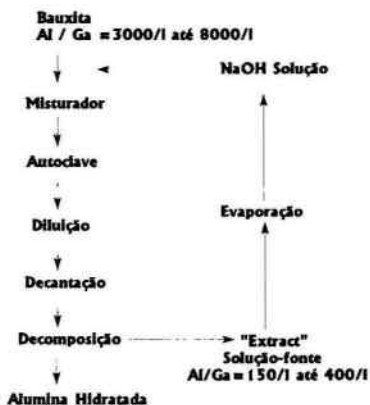 Bauxita
Al / Ga = 3000/1 até 8000/1
NaOH Solução
Misturador
Autoclave
Evaporação
Diluição
Decantação
Decomposição
"Extract"
Solução-fonte
Al/Ga = 150/1 até 400/1
Alumina Hidratada